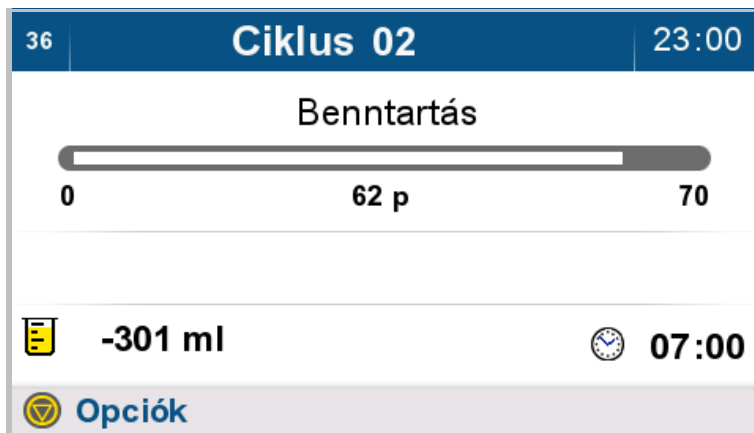 36 Ciklus 02 23:00
Benntartás
0 62 p 70
-301 ml 07:00
Opciók